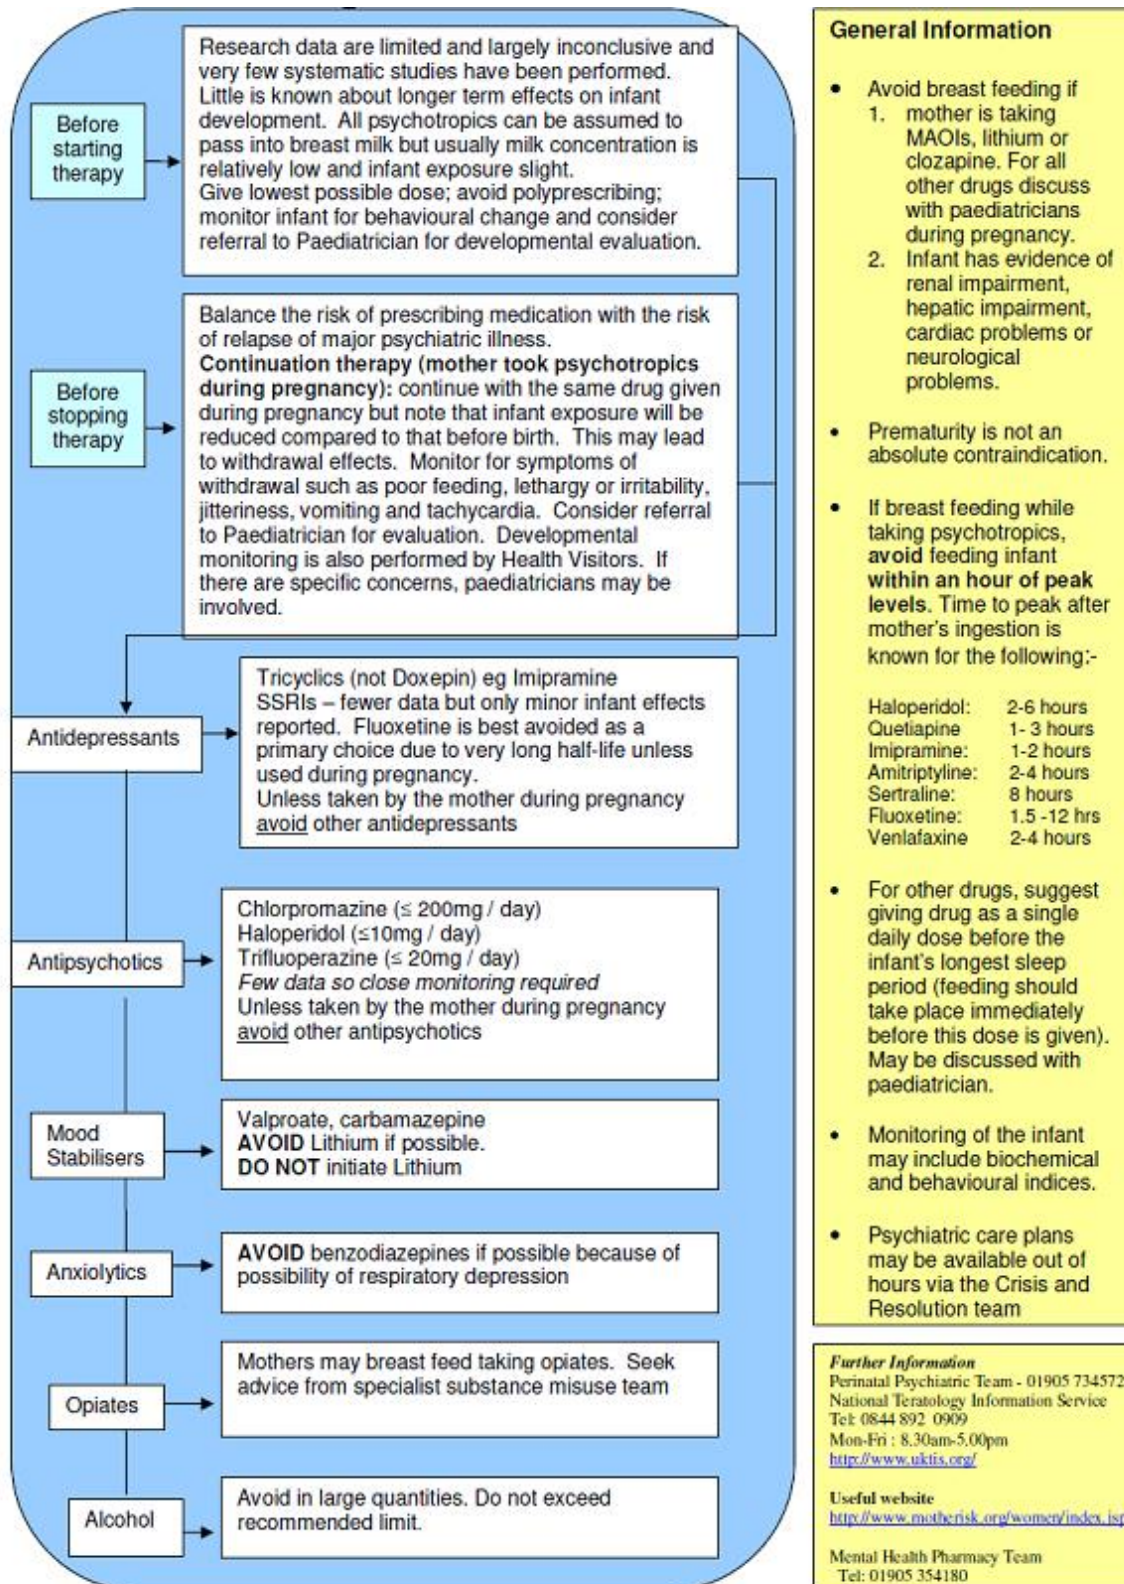 Before
starting
therapy
Research data are limited and largely inconclusive and
very few systematic studies have been performed.
Little is known about longer term effects on infant
development. All psychotropics can be assumed to
pass into breast milk but usually milk concentration is
relatively low and infant exposure slight.
Give lowest possible dose; avoid polyprescribing;
monitor infant for behavioural change and consider
referral to Paediatrician for developmental evaluation.
Before
stopping
therapy
Balance the risk of prescribing medication with the risk
of relapse of major psychiatric illness.
Continuation therapy (mother took psychotropics
during pregnancy): continue with the same drug given
during pregnancy but note that infant exposure will be
reduced compared to that before birth. This may lead
to withdrawal effects. Monitor for symptoms of
withdrawal such as poor feeding, lethargy or irritability,
jitteriness, vomiting and tachycardia. Consider referral
to Paediatrician for evaluation. Developmental
monitoring is also performed by Health Visitors. If
there are specific concerns, paediatricians may be
involved.
Antidepressants
Tricyclics (not Doxepin) eg Imipramine
SSRIs – fewer data but only minor infant effects
reported. Fluoxetine is best avoided as a
primary choice due to very long half-life unless
used during pregnancy.
Unless taken by the mother during pregnancy
avoid other antidepressants
Antipsychotics
Chlorpromazine (≤ 200mg / day)
Haloperidol (≤10mg / day)
Trifluoperazine (≤ 20mg / day)
Few data so close monitoring required
Unless taken by the mother during pregnancy
avoid other antipsychotics
Mood
Stabilisers
Valproate, carbamazepine
AVOID Lithium if possible.
DO NOT initiate Lithium
Anxiolytics
AVOID benzodiazepines if possible because of
possibility of respiratory depression
Opiates
Mothers may breast feed taking opiates. Seek
advice from specialist substance misuse team
Alcohol
Avoid in large quantities. Do not exceed
recommended limit.
General Information
• Avoid breast feeding if
1. mother is taking
MAOIs, lithium or
clozapine. For all
other drugs discuss
with paediatricians
during pregnancy.
2. Infant has evidence of
renal impairment,
hepatic impairment,
cardiac problems or
neurological
problems.
• Prematurity is not an
absolute contraindication.
• If breast feeding while
taking psychotropics,
avoid feeding infant
within an hour of peak
levels. Time to peak after
mother's ingestion is
known for the following:-
Haloperidol: 2-6 hours
Quetiapine 1- 3 hours
Imipramine: 1-2 hours
Amitriptyline: 2-4 hours
Sertraline: 8 hours
Fluoxetine: 1.5 -12 hrs
Venlafaxine 2-4 hours
• For other drugs, suggest
giving drug as a single
daily dose before the
infant's longest sleep
period (feeding should
take place immediately
before this dose is given).
May be discussed with
paediatrician.
• Monitoring of the infant
may include biochemical
and behavioural indices.
• Psychiatric care plans
may be available out of
hours via the Crisis and
Resolution team
Further Information
Perinatal Psychiatric Team - 01905 734572
National Teratology Information Service
Tel: 0844 892 0909
Mon-Fri : 8.30am-5.00pm
http://www.uktis.org/
Useful website
http://www.motherisk.org/women/index.jsp
Mental Health Pharmacy Team
Tel: 01905 354180